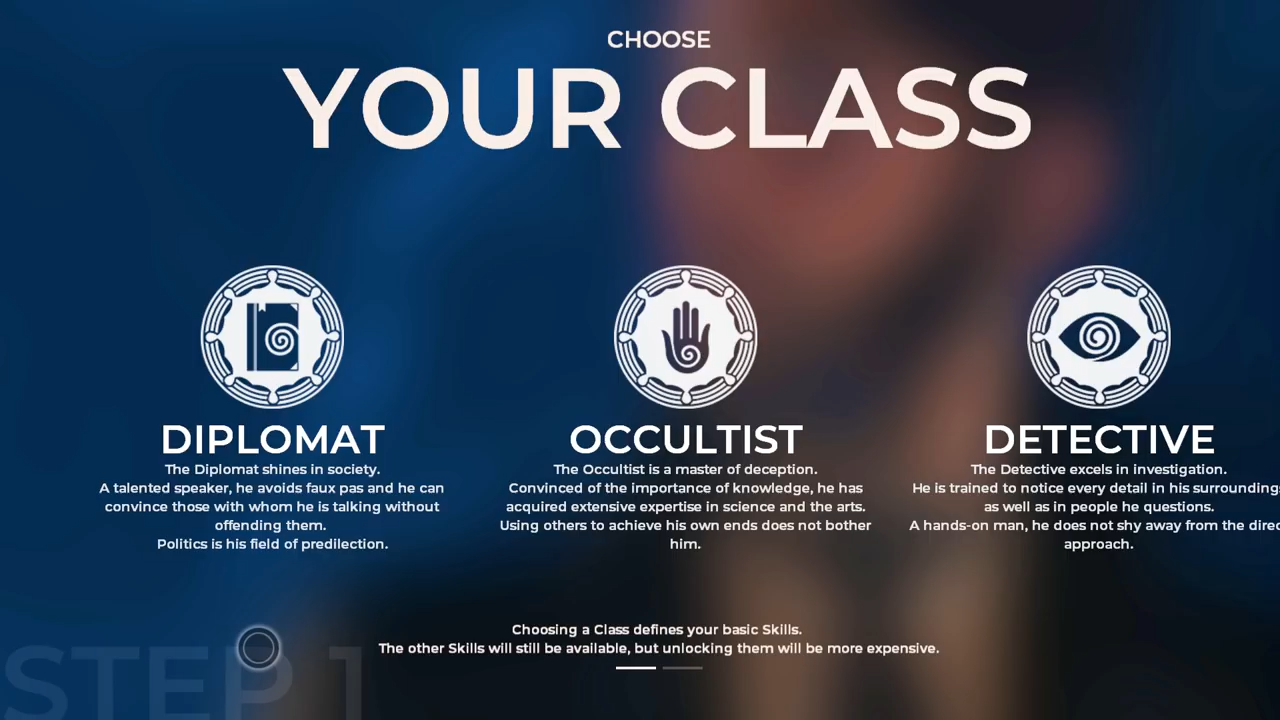 CHOOSE
YOUR CLASS
DIPLOMAT
The Diplomat shines in society.
A talented speaker, he avoids faux pas and he can
convince those with whom he is talking without
offending them.
Politics is his field of predilection.
OCCULTIST
The Occultist is a master of deception.
Convinced of the importance of knowledge, he has
acquired extensive expertise in science and the arts.
Using others to achieve his own ends does not bother
him.
DETECTIVE
The Detective excels in investigation.
He is trained to notice every detail in his surrounding
as well as in people he questions.
A hands-on man, he does not shy away from the direc
approach.
Choosing a Class defines your basic Skills.
The other Skills will still be available, but unlocking them will be more expensive.
STEP 1